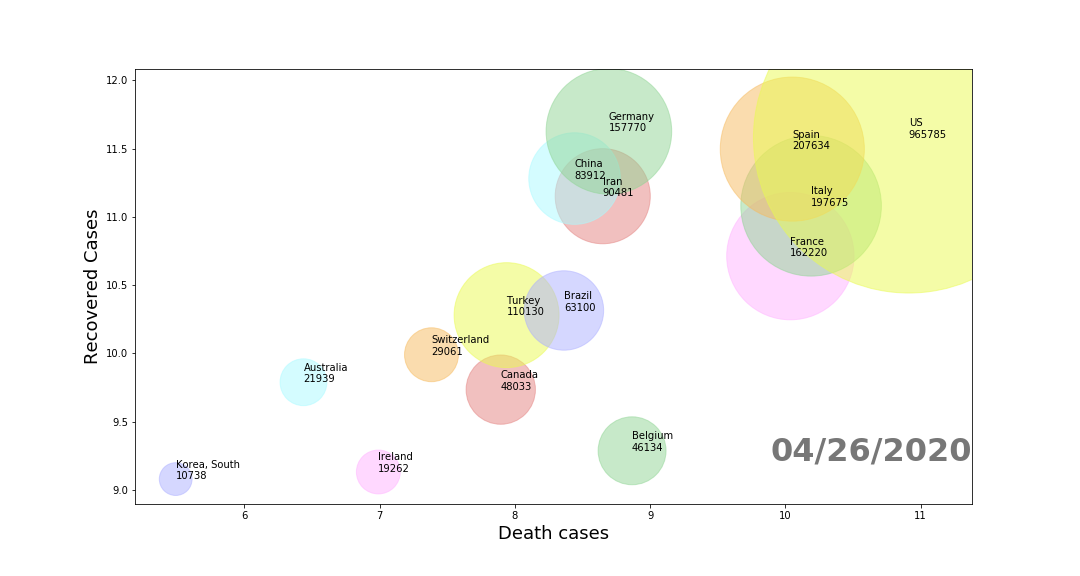 12.0
11.5
11.0
10.5
10.0
9.5
9.0
Recovered Cases
Germany
157770
US
965785
Spain
207634
China
83912
Iran
90481
Italy
197675
France
162220
Turkey
110130
Brazil
63100
Switzerland
29061
Australia
21939
Canada
48033
Belgium
46134
Ireland
19262
Korea, South
10738
04/26/2020
6 7 8 9 10 11
Death cases